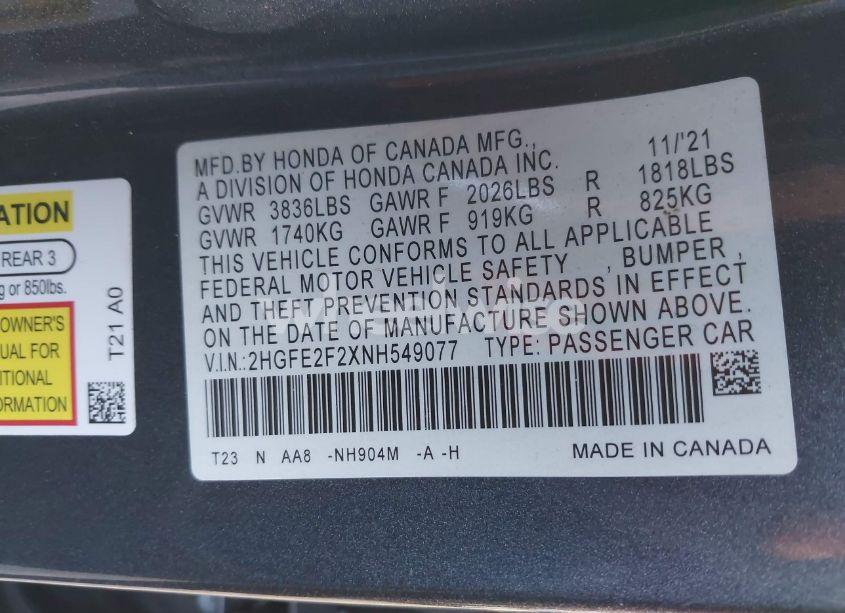 ATION
REAR 3
g or 850lbs.
OWNER'S
UAL FOR
ITIONAL
ORMATION
T21 A0
MFD.BY HONDA OF CANADA MFG., 11/'21
A DIVISION OF HONDA CANADA INC.
GVWR 3836LBS GAWR F 2026LBS R 1818LBS
GVWR 1740KG GAWR F 919KG R 825KG
THIS VEHICLE CONFORMS TO ALL APPLICABLE
FEDERAL MOTOR VEHICLE SAFETY , BUMPER ,
AND THEFT PREVENTION STANDARDS IN EFFECT
ON THE DATE OF MANUFACTURE SHOWN ABOVE.
V.I.N.:2HGFE2F2XNH549077 TYPE: PASSENGER CAR
T23 N AA8 -NH904M -A -H MADE IN CANADA